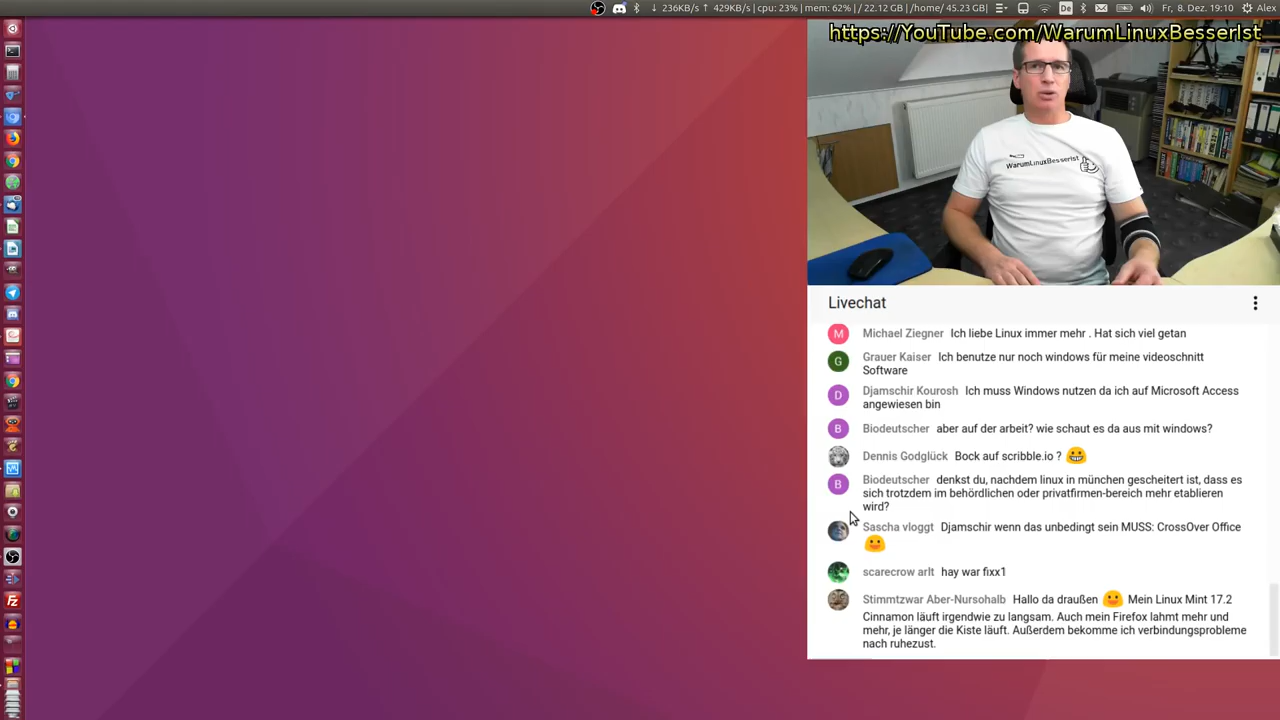 236KB/s 429KB/s | cpu: 23% | mem: 62% / | 22.12 GB | /home/ 45.23 GB | De Fr, 8. Dez, 19:10 Alex
https://YouTube.com/WarumLinuxBesserIst
WarumLinuxBesserIst
Livechat
M Michael Ziegner Ich liebe Linux immer mehr . Hat sich viel getan
G Grauer Kaiser Ich benutze nur noch windows für meine videoschnitt
Software
D Djamschir Kourosh Ich muss Windows nutzen da ich auf Microsoft Access
angewiesen bin
B Biodeutscher aber auf der arbeit? wie schaut es da aus mit windows?
Dennis Godglück Bock auf scribble.io ? 😀
B Biodeutscher denkst du, nachdem linux in münchen gescheitert ist, dass es
sich trotzdem im behördlichen oder privatfirmen-bereich mehr etablieren
wird?
Sascha vloggt Djamschir wenn das unbedingt sein MUSS: CrossOver Office
😃
scarecrow arlt hay war fixx1
Stimmtzwar Aber-Nursohalb Hallo da draußen 😃 Mein Linux Mint 17.2
Cinnamon läuft irgendwie zu langsam. Auch mein Firefox lahmt mehr und
mehr, je länger die Kiste läuft. Außerdem bekomme ich verbindungsprobleme
nach ruhezust.